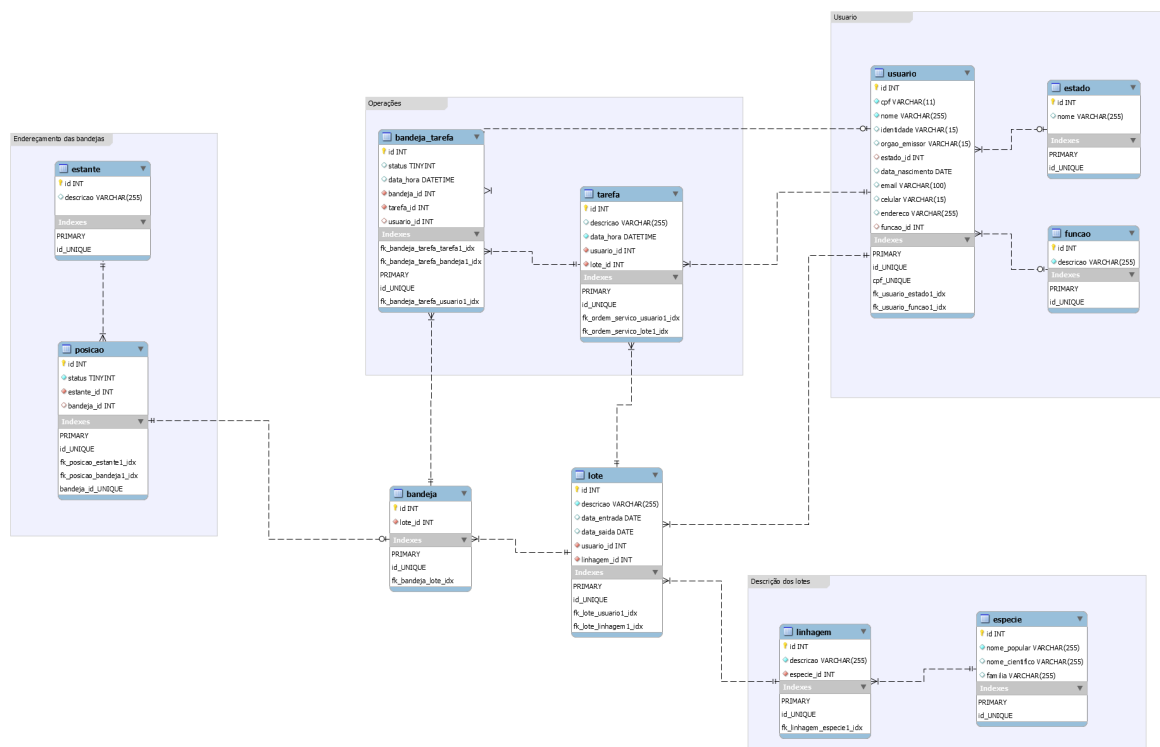 Usuario
usuario
id INT
cpf VARCHAR(11)
nome VARCHAR(255)
identidade VARCHAR(15)
orgao_emissor VARCHAR(15)
estado_id INT
data_nascimento DATE
email VARCHAR(100)
celular VARCHAR(15)
endereco VARCHAR(255)
funcao_id INT
Indexes
PRIMARY
id_UNIQUE
cpf_UNIQUE
fk_usuario_estado1_idx
fk_usuario_funcao1_idx
estado
id INT
nome VARCHAR(255)
Indexes
PRIMARY
id_UNIQUE
funcao
id INT
descricao VARCHAR(255)
Indexes
PRIMARY
id_UNIQUE
Operações
bandeja_tarefa
id INT
status TINYINT
data_hora DATETIME
bandeja_id INT
tarefa_id INT
usuario_id INT
Indexes
fk_bandeja_tarefa_tarefa1_idx
fk_bandeja_tarefa_bandeja1_idx
PRIMARY
id_UNIQUE
fk_bandeja_tarefa_usuario1_idx
tarefa
id INT
descricao VARCHAR(255)
data_hora DATETIME
usuario_id INT
lote_id INT
Indexes
PRIMARY
id_UNIQUE
fk_ordem_servico_usuario1_idx
fk_ordem_servico_lote1_idx
Endereçamento das bandejas
estante
id INT
descricao VARCHAR(255)
Indexes
PRIMARY
id_UNIQUE
posicao
id INT
status TINYINT
estante_id INT
bandeja_id INT
Indexes
PRIMARY
id_UNIQUE
fk_posicao_estante1_idx
fk_posicao_bandeja1_idx
bandeja_id_UNIQUE
bandeja
id INT
lote_id INT
Indexes
PRIMARY
id_UNIQUE
fk_bandeja_lote_idx
lote
id INT
descricao VARCHAR(255)
data_entrada DATE
data_saida DATE
usuario_id INT
linhagem_id INT
Indexes
PRIMARY
id_UNIQUE
fk_lote_usuario1_idx
fk_lote_linhagem1_idx
Descrição dos lotes
linhagem
id INT
descricao VARCHAR(255)
especie_id INT
Indexes
PRIMARY
id_UNIQUE
fk_linhagem_especie1_idx
especie
id INT
nome_popular VARCHAR(255)
nome_cientifico VARCHAR(255)
familia VARCHAR(255)
Indexes
PRIMARY
id_UNIQUE